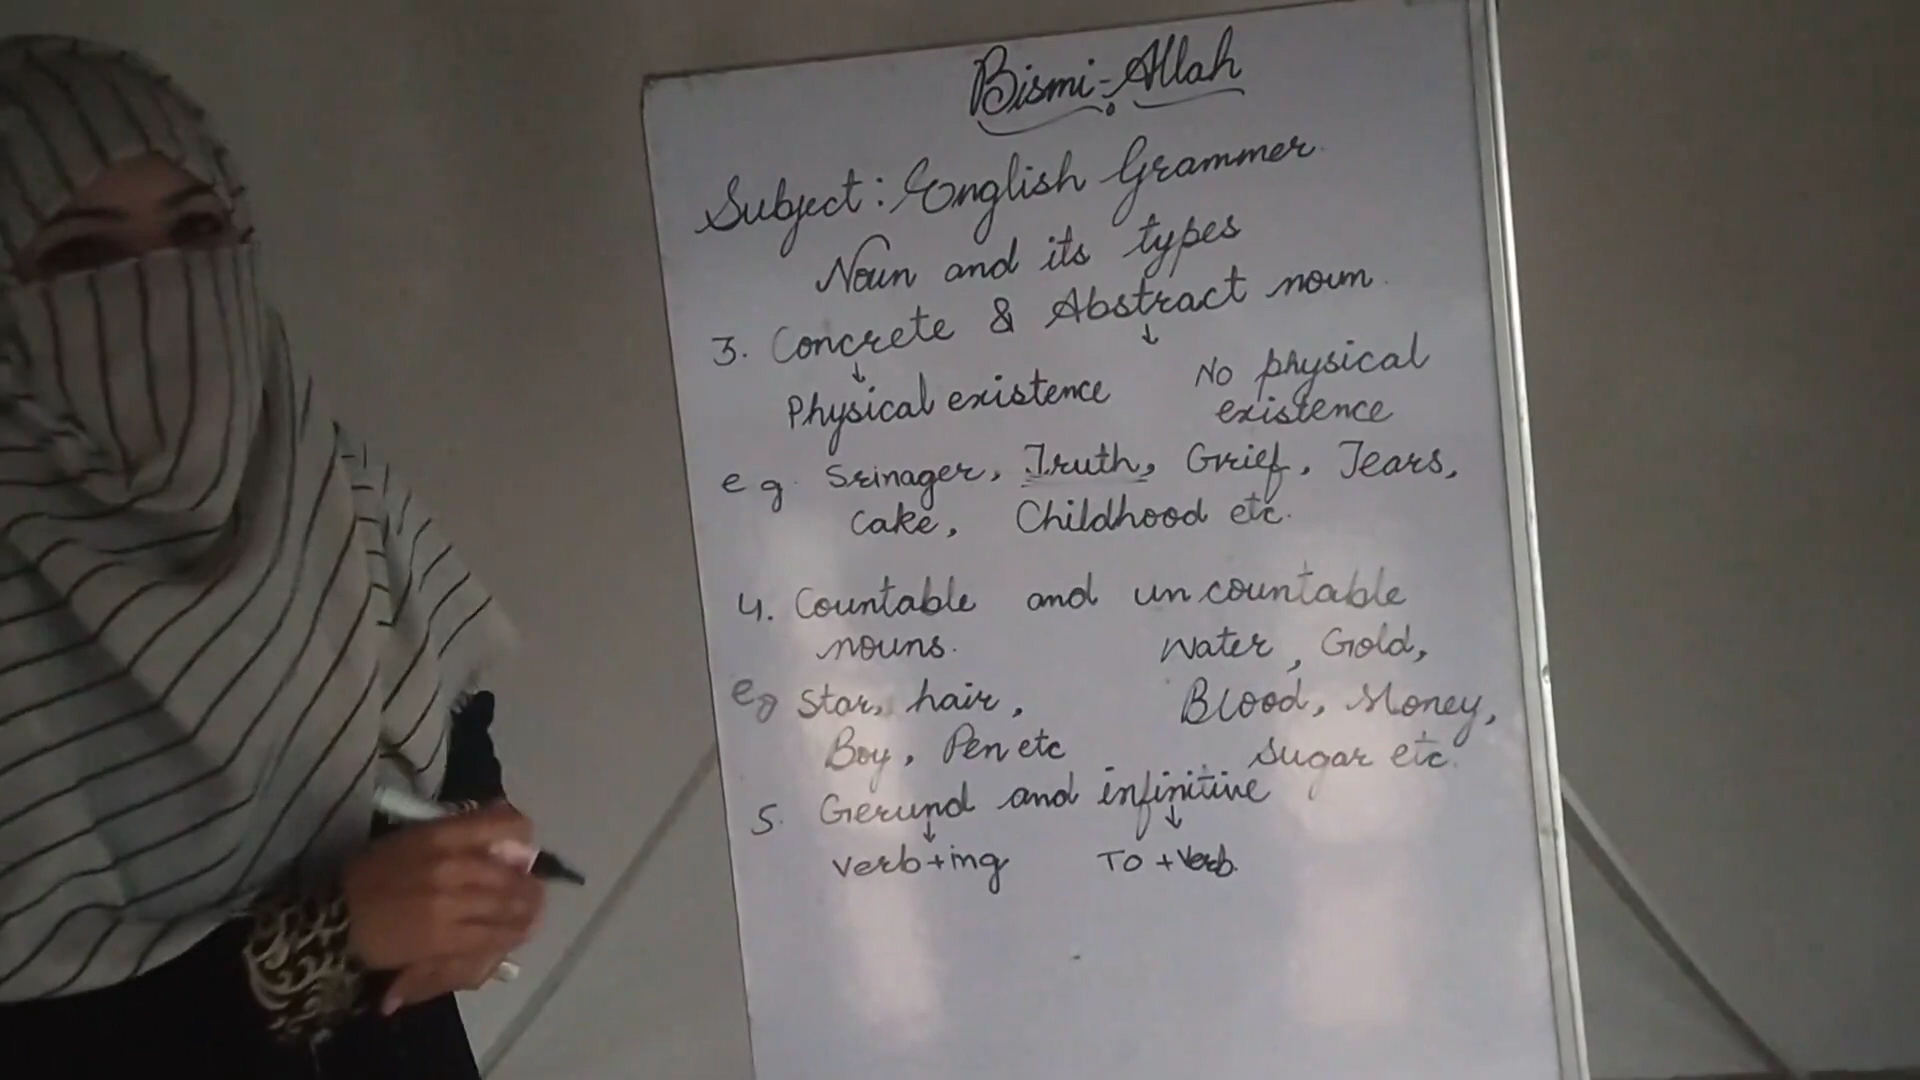 Bismi-Allah
Subject: English Grammer
Noun and its types
3. Concrete & Abstract noun
↓ ↓
Physical existence No physical existence
e g. Srinager, Truth, Grief, Tears,
Cake, Childhood etc.
4. Countable and uncountable
nouns. Water, Gold,
eg Star, hair, Blood, Money,
Boy, Pen etc Sugar etc.
5. Gerund and infinitive
↓ ↓
Verb+ing To + Verb.